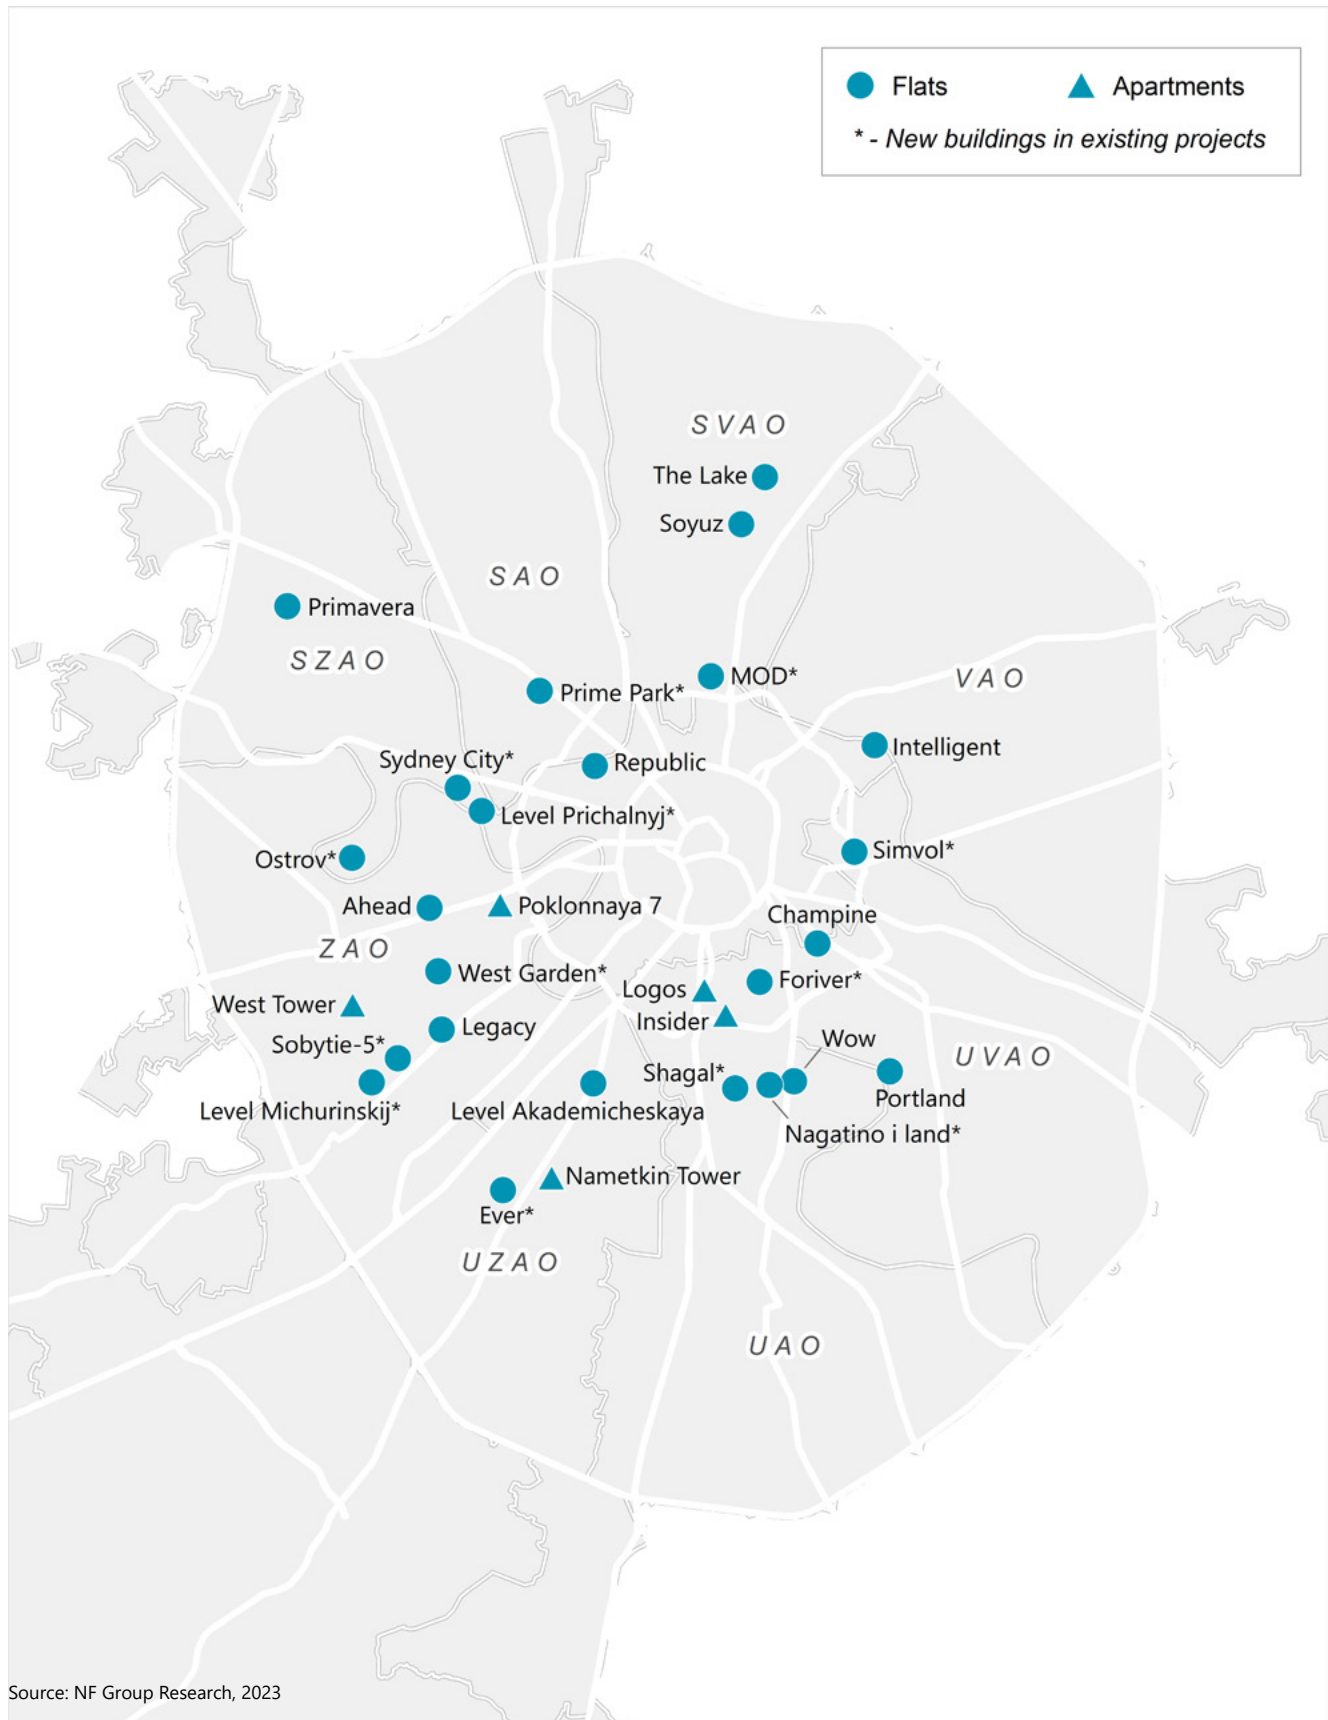 Flats
Apartments
* - New buildings in existing projects
SVAO
The Lake
Soyuz
SAO
Primavera
SZAO
MOD*
VAO
Prime Park*
Intelligent
Sydney City*
Republic
Level Prichalnyj*
Simvol*
Ostrov*
Ahead
Poklonnaya 7
Champine
ZAO
West Garden*
Foriver*
Logos
West Tower
Insider
Legacy
Wow
Sobytie-5*
UVAO
Shagal*
Portland
Level Michurinskij*
Level Akademicheskaya
Nagatino i land*
Nametkin Tower
Ever*
UZAO
UAO
Source: NF Group Research, 2023